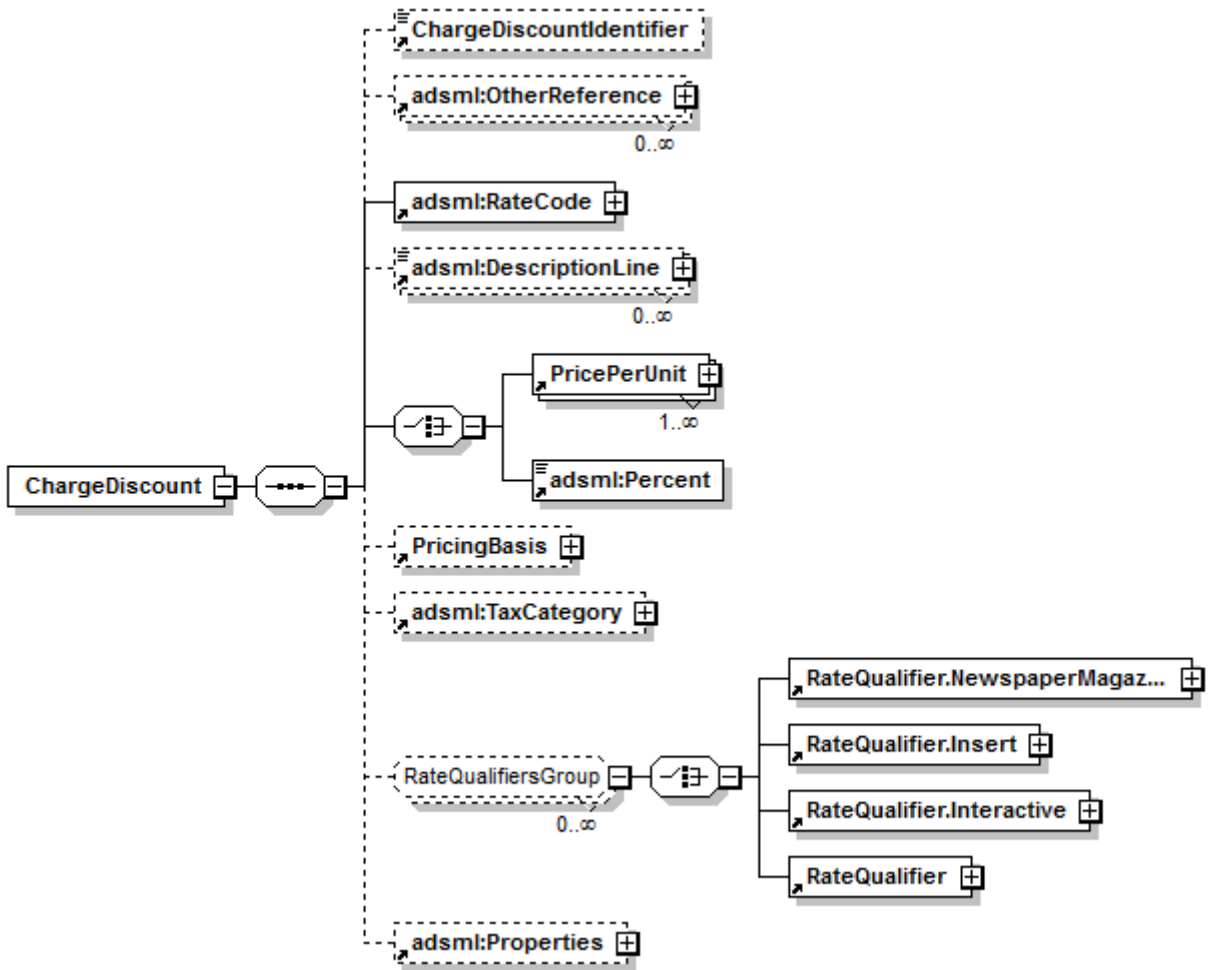 ChargeDiscountIdentifier
adsml:OtherReference
0..∞
adsml:RateCode
adsml:DescriptionLine
0..∞
PricePerUnit
1..∞
adsml:Percent
ChargeDiscount
PricingBasis
adsml:TaxCategory
RateQualifier.NewspaperMagaz...
RateQualifier.Insert
RateQualifiersGroup
0..∞
RateQualifier.Interactive
RateQualifier
adsml:Properties